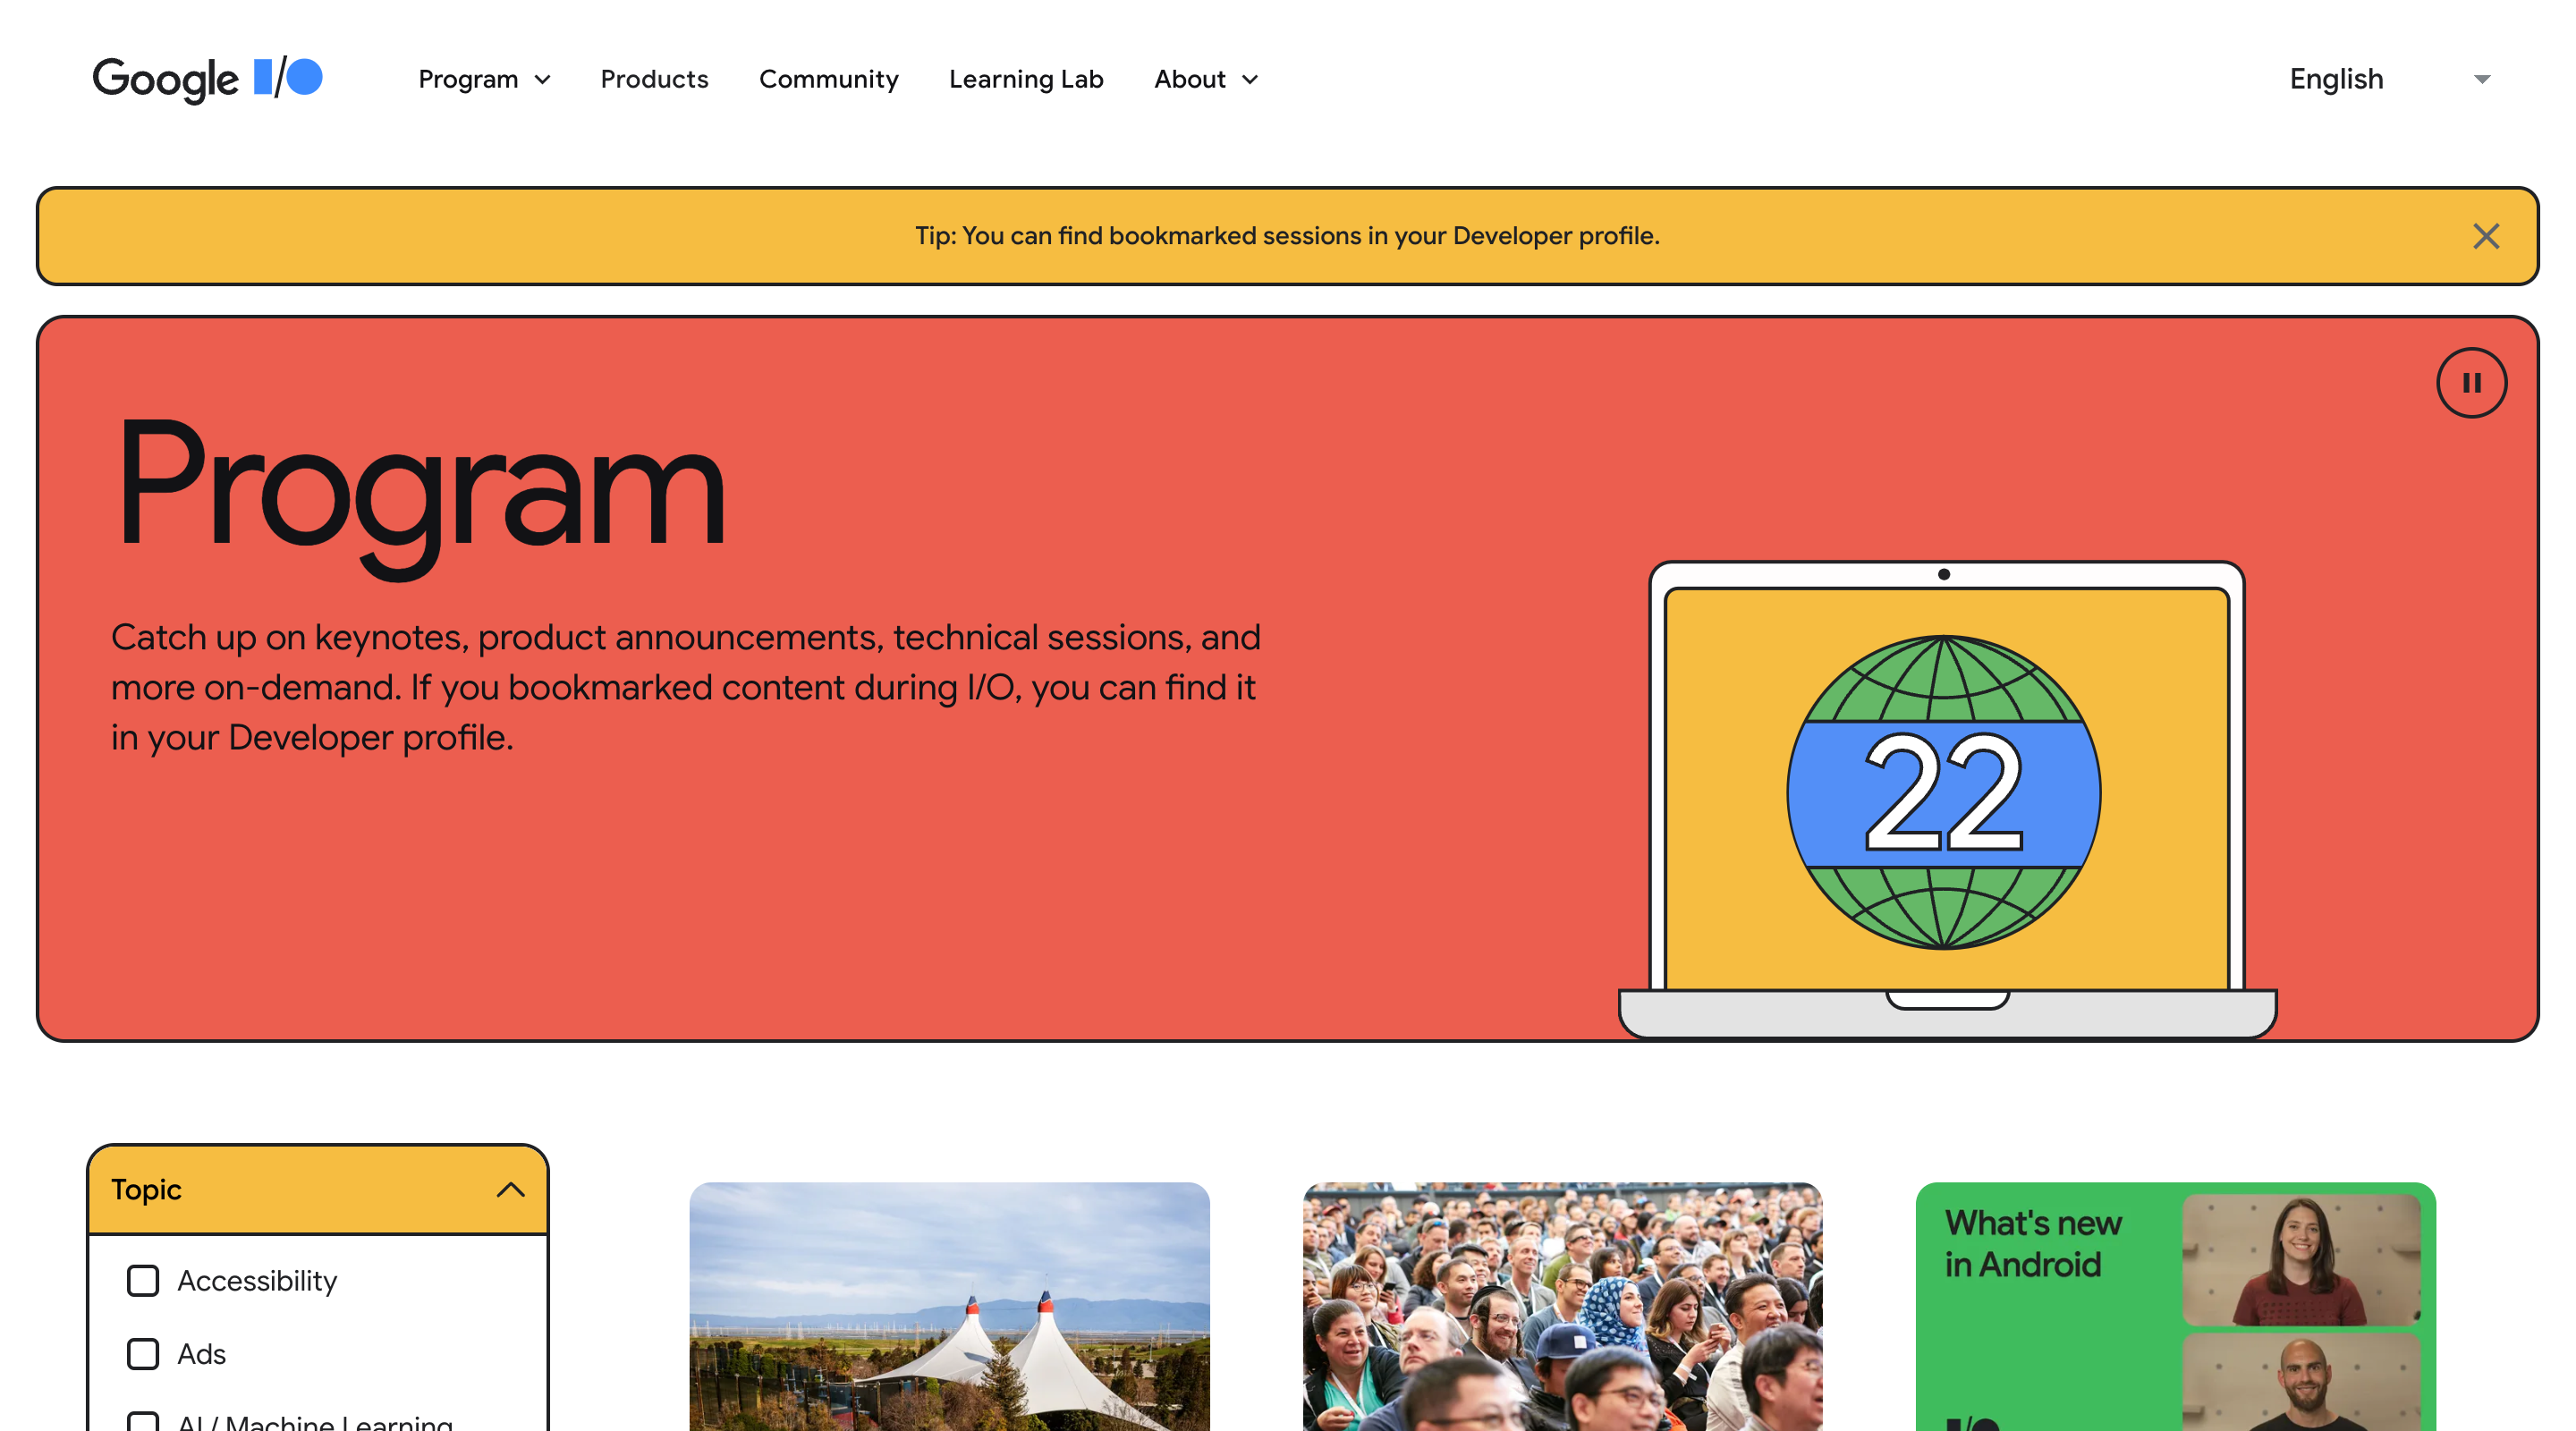 Google I/O
Program
Products
Community
Learning Lab
About
English
Tip: You can find bookmarked sessions in your Developer profile.
Program
Catch up on keynotes, product announcements, technical sessions, and
more on-demand. If you bookmarked content during I/O, you can find it
in your Developer profile.
22
Topic
Accessibility
Ads
AI / Machine Learning
What's new
in Android
I/O